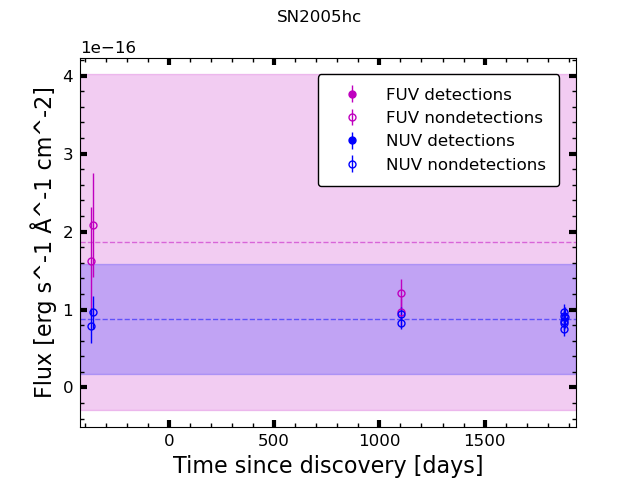 SN2005hc
1e−16
FUV detections
FUV nondetections
NUV detections
NUV nondetections
4
3
2
1
0
Flux [erg s^-1 Å^-1 cm^-2]
0 500 1000 1500
Time since discovery [days]